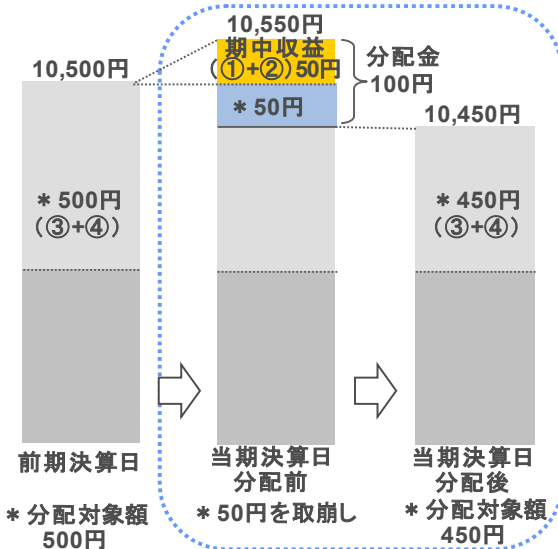 10,550円
期中収益
(①+②)50円
分配金
100円
10,500円
＊50円
10,450円
＊500円
(③+④)
＊450円
(③+④)
前期決算日
当期決算日
分配前
当期決算日
分配後
＊分配対象額
500円
＊50円を取崩し
＊分配対象額
450円